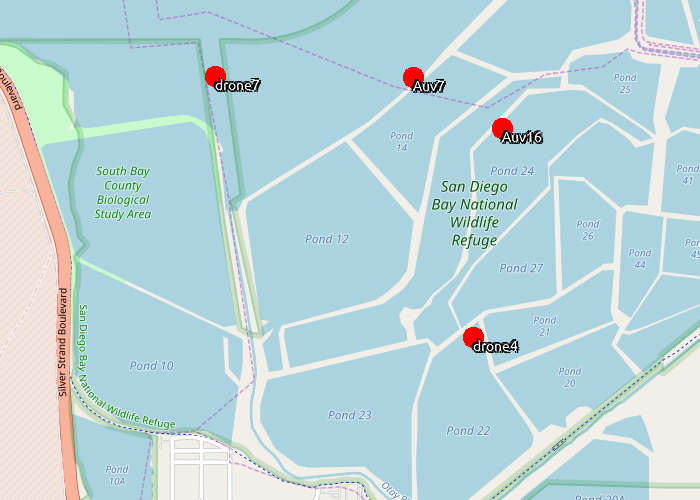 Boulevard
drone7
Auv7
Pond
25
Auv16
Pond
14
South Bay
County
Biological
Study Area
Pond 24
San Diego
Bay National
Wildlife
Refuge
Pond
41
Pond 12
Pond
26
Pond
44
Pond 27
Silver Strand Boulevard
San Diego Bay National Wildlife Refuge
Pond
21
drone4
Pond 10
Pond
20
Pond 23
Pond 22
Pond
10A
Otay
Pond 20A